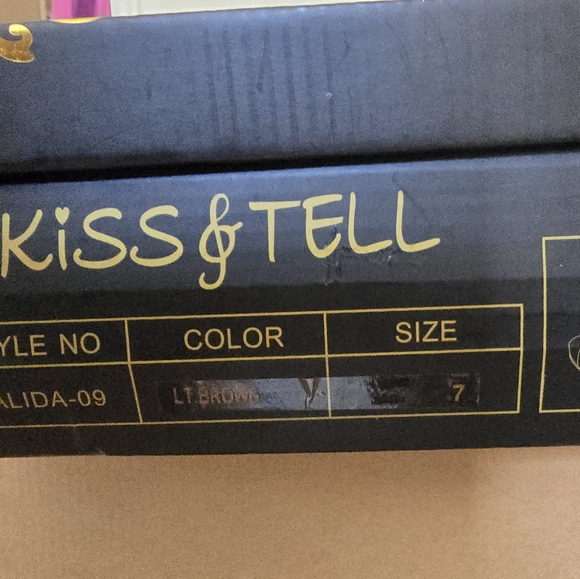 KiSS & TELL
YLE NO COLOR SIZE
ALIDA-09 LT.BROWN 7